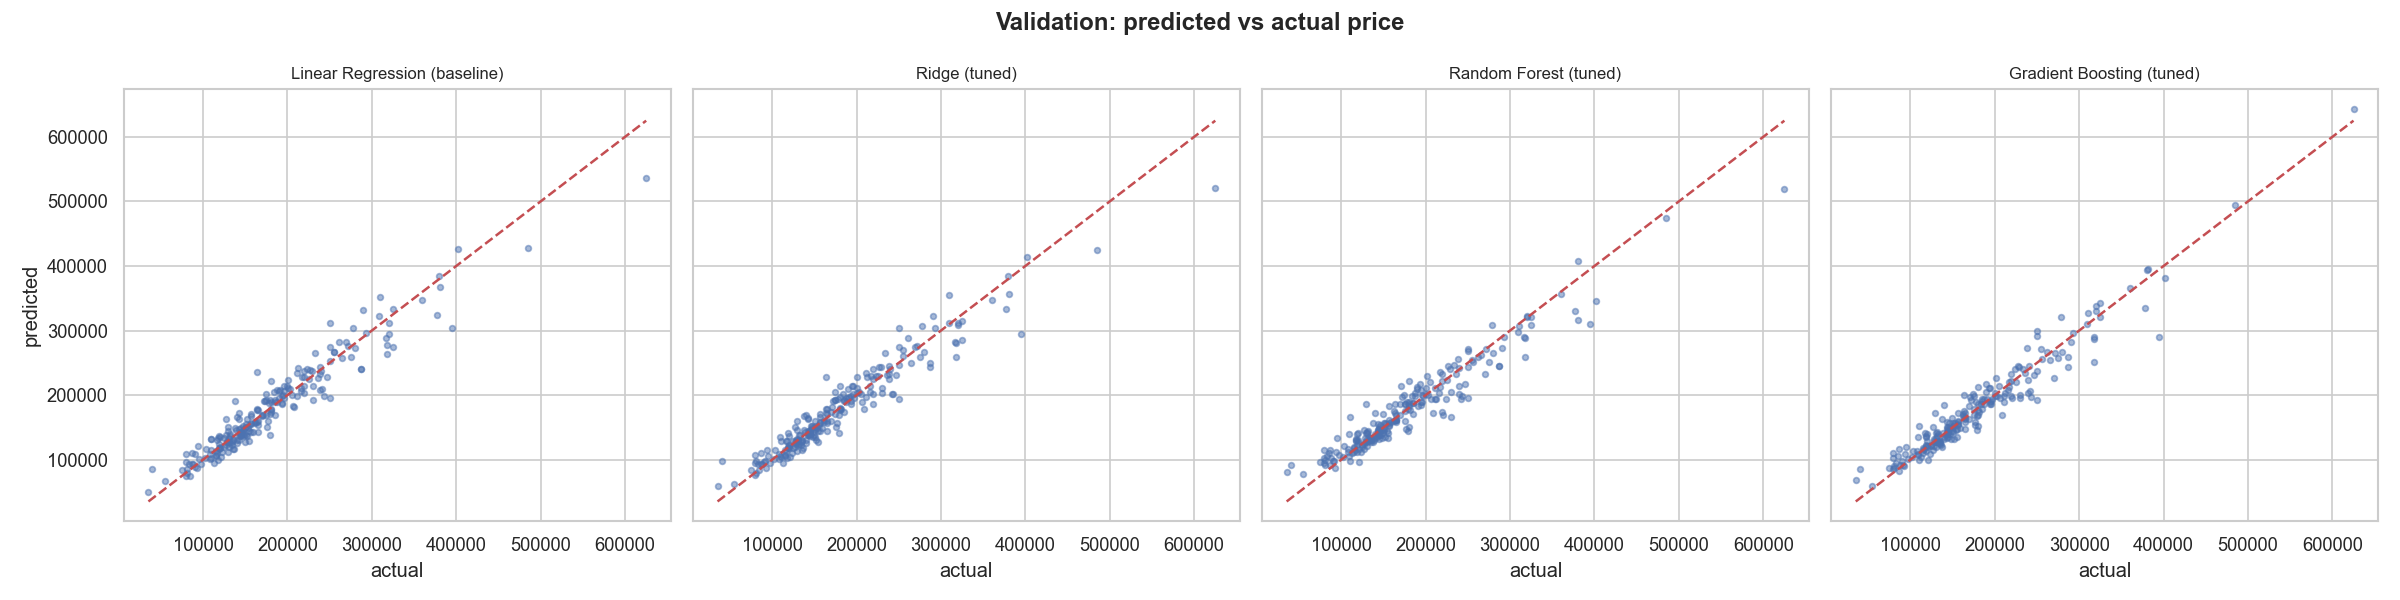 Validation: predicted vs actual price
Linear Regression (baseline)
Ridge (tuned)
Random Forest (tuned)
Gradient Boosting (tuned)
600000
500000
400000
300000
200000
100000
predicted
100000 200000 300000 400000 500000 600000
100000 200000 300000 400000 500000 600000
100000 200000 300000 400000 500000 600000
100000 200000 300000 400000 500000 600000
actual
actual
actual
actual